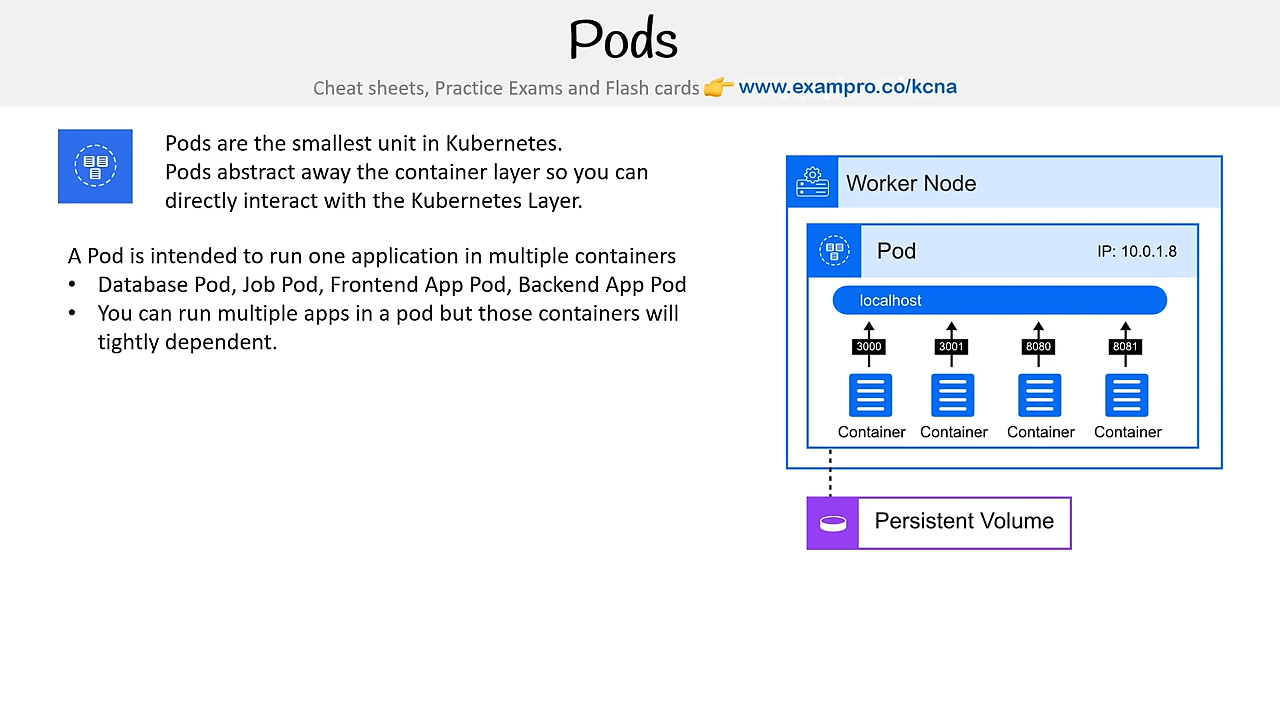 Pods
Cheat sheets, Practice Exams and Flash cards 👉 www.exampro.co/kcna
Pods are the smallest unit in Kubernetes.
Pods abstract away the container layer so you can
directly interact with the Kubernetes Layer.
A Pod is intended to run one application in multiple containers
• Database Pod, Job Pod, Frontend App Pod, Backend App Pod
• You can run multiple apps in a pod but those containers will
tightly dependent.
Worker Node
Pod IP: 10.0.1.8
localhost
3000 3001 8080 8081
Container Container Container Container
Persistent Volume